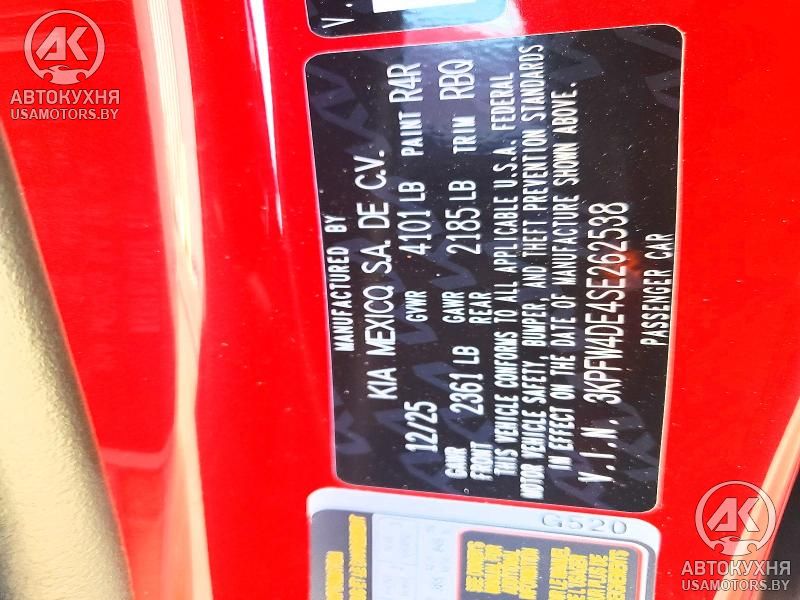 V.
MANUFACTURED BY
KIA MEXICO S.A. DE C.V.
12/25 GVWR 4101 LB PAINT R4R
GAWR FRONT 2361 LB GAWR REAR 2185 LB TRIM RBQ
THIS VEHICLE CONFORMS TO ALL APPLICABLE U.S.A. FEDERAL
MOTOR VEHICLE SAFETY, BUMPER, AND THEFT PREVENTION STANDARDS
IN EFFECT ON THE DATE OF MANUFACTURE SHOWN ABOVE.
V.I.N. 3KPFW4DE4SE262538
PASSENGER CAR
G520
АВТОКУХНЯ
USAMOTORS.BY
АВТОКУХНЯ
USAMOTORS.BY